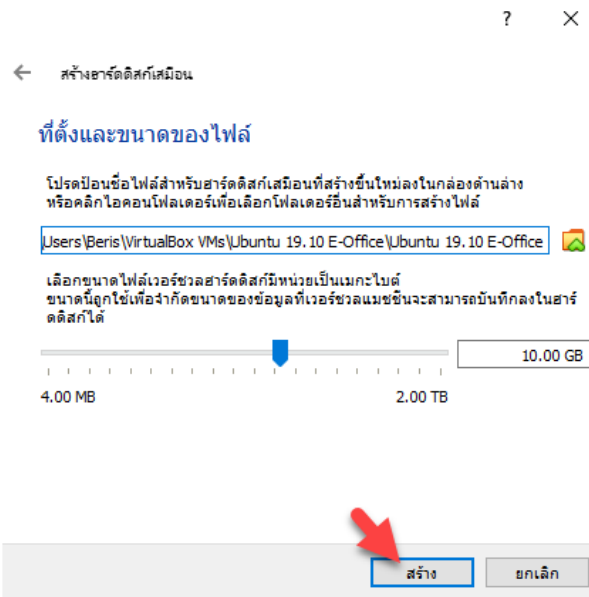 ?
สร้างฮาร์ดดิสก์เสมือน
ที่ตั้งและขนาดของไฟล์
โปรดป้อนชื่อไฟล์สำหรับฮาร์ดดิสก์เสมือนที่สร้างขึ้นใหม่ลงในกล่องด้านล่าง
หรือคลิกไอคอนโฟลเดอร์เพื่อเลือกโฟลเดอร์อื่นสำหรับการสร้างไฟล์
Users\Beris\VirtualBox VMs\Ubuntu 19.10 E-Office\Ubuntu 19.10 E-Office
เลือกขนาดไฟล์เวอร์ชวลฮาร์ดดิสก์มีหน่วยเป็นเมกะไบต์
ขนาดนี้ถูกใช้เพื่อจำกัดขนาดของข้อมูลที่เวอร์ชวลแมชชีนจะสามารถบันทึกลงในฮาร์
ดดิสก์ได้
10.00 GB
4.00 MB 2.00 TB
สร้าง ยกเลิก